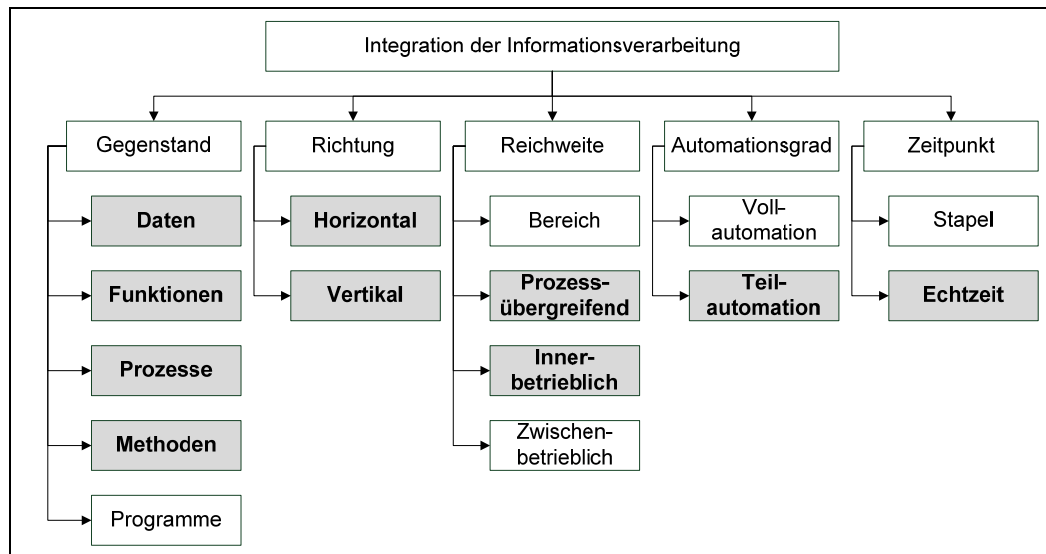 Integration der Informationsverarbeitung
Gegenstand
Richtung
Reichweite
Automationsgrad
Zeitpunkt
Daten
Horizontal
Bereich
Voll-
automation
Stapel
Funktionen
Vertikal
Prozess-
übergreifend
Teil-
automation
Echtzeit
Prozesse
Inner-
betrieblich
Methoden
Zwischen-
betrieblich
Programme